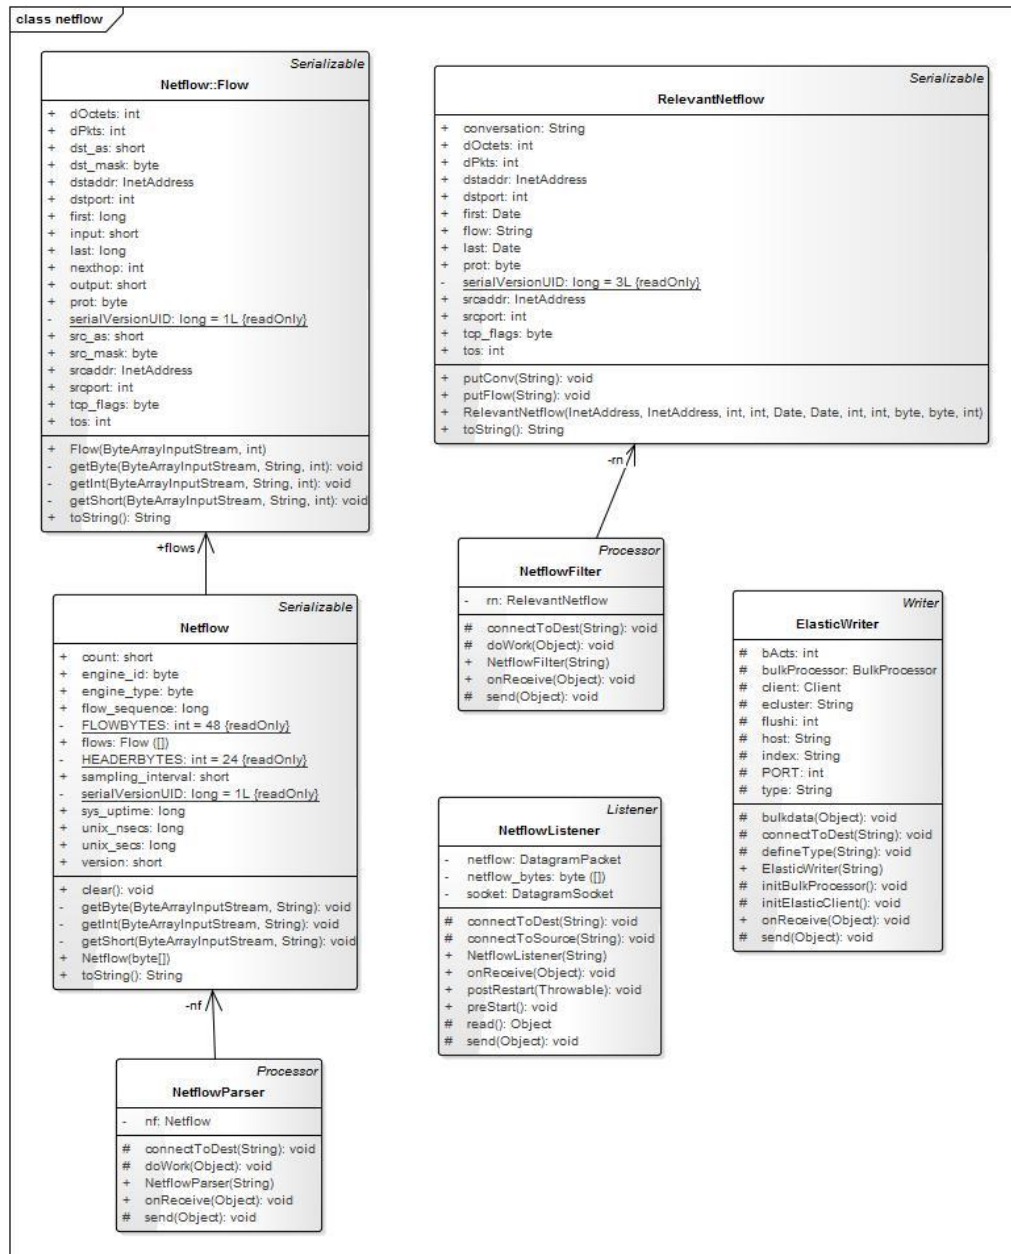 class netflow
Serializable
Netflow::Flow
+ dOctets: int
+ dPkts: int
+ dst_as: short
+ dst_mask: byte
+ dstaddr: InetAddress
+ dstport: int
+ first: long
+ input: short
+ last: long
+ nexthop: int
+ output: short
+ prot: byte
- serialVersionUID: long = 1L {readOnly}
+ src_as: short
+ src_mask: byte
+ srcaddr: InetAddress
+ srcport: int
+ tcp_flags: byte
+ tos: int
+ Flow(ByteArrayInputStream, int)
- getByte(ByteArrayInputStream, String, int): void
- getInt(ByteArrayInputStream, String, int): void
- getShort(ByteArrayInputStream, String, int): void
+ toString(): String
+flows
Serializable
Netflow
+ count: short
+ engine_id: byte
+ engine_type: byte
+ flow_sequence: long
- FLOWBYTES: int = 48 {readOnly}
+ flows: Flow ([])
- HEADERBYTES: int = 24 {readOnly}
+ sampling_interval: short
- serialVersionUID: long = 1L {readOnly}
+ sys_uptime: long
+ unix_nsecs: long
+ unix_secs: long
+ version: short
+ clear(): void
- getByte(ByteArrayInputStream, String): void
- getInt(ByteArrayInputStream, String): void
- getShort(ByteArrayInputStream, String): void
+ Netflow(byte[])
+ toString(): String
-nf
Processor
NetflowParser
- nf: Netflow
# connectToDest(String): void
# doWork(Object): void
+ NetflowParser(String)
+ onReceive(Object): void
# send(Object): void
Serializable
RelevantNetflow
+ conversation: String
+ dOctets: int
+ dPkts: int
+ dstaddr: InetAddress
+ dstport: int
+ first: Date
+ flow: String
+ last: Date
+ prot: byte
- serialVersionUID: long = 3L {readOnly}
+ srcaddr: InetAddress
+ srcport: int
+ tcp_flags: byte
+ tos: int
+ putConv(String): void
+ putFlow(String): void
+ RelevantNetflow(InetAddress, InetAddress, int, int, Date, Date, int, int, byte, byte, int)
+ toString(): String
-rn
Processor
NetflowFilter
- rn: RelevantNetflow
# connectToDest(String): void
# doWork(Object): void
+ NetflowFilter(String)
+ onReceive(Object): void
# send(Object): void
Listener
NetflowListener
- netflow: DatagramPacket
- netflow_bytes: byte ([])
- socket: DatagramSocket
# connectToDest(String): void
# connectToSource(String): void
+ NetflowListener(String)
+ onReceive(Object): void
+ postRestart(Throwable): void
+ preStart(): void
# read(): Object
# send(Object): void
Writer
ElasticWriter
# bActs: int
# bulkProcessor: BulkProcessor
# client: Client
# ecluster: String
# flushi: int
# host: String
# index: String
# PORT: int
# type: String
# bulkdata(Object): void
# connectToDest(String): void
# defineType(String): void
+ ElasticWriter(String)
# initBulkProcessor(): void
# initElasticClient(): void
+ onReceive(Object): void
# send(Object): void